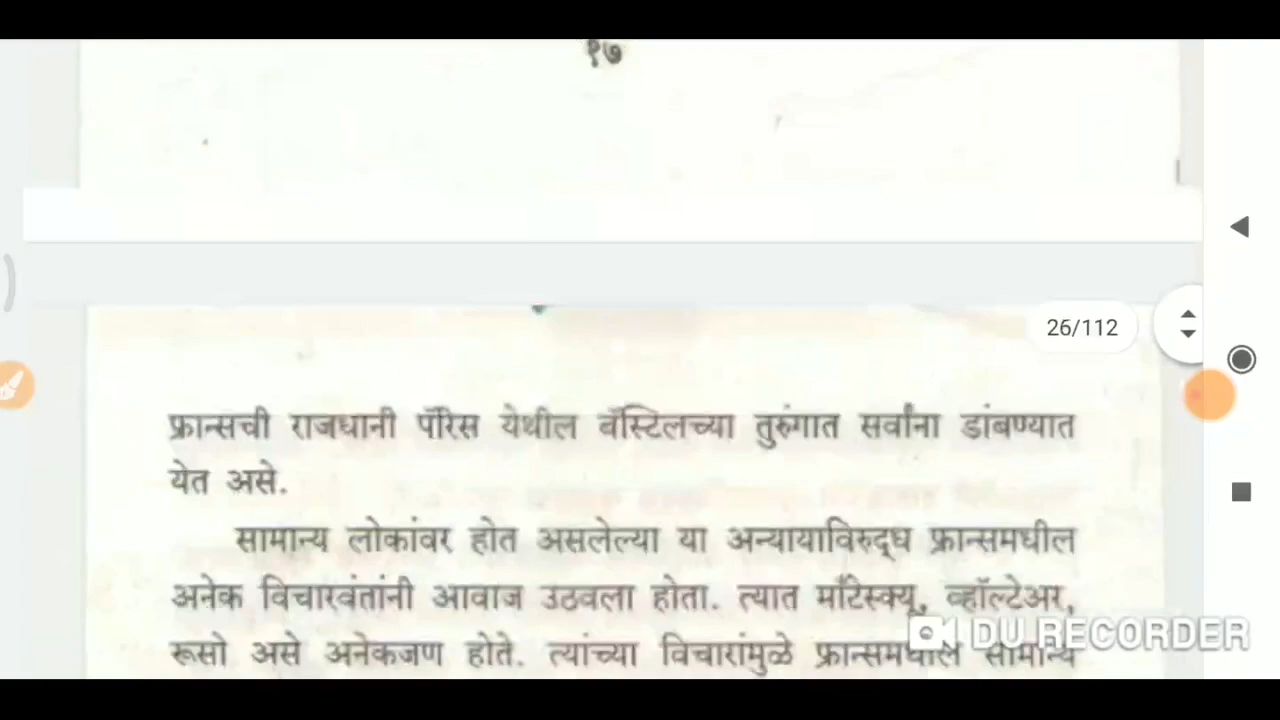 १७
26/112
फ्रान्सची राजधानी पॅरिस येथील बॅस्टिलच्या तुरुंगात सर्वांना डांबण्यात
येत असे.
सामान्य लोकांवर होत असलेल्या या अन्यायाविरुद्ध फ्रान्समधील
अनेक विचारवंतांनी आवाज उठवला होता. त्यात माँटेस्क्यू, व्हॉल्टेअर,
रूसो असे अनेकजण होते. त्यांच्या विचारांमुळे फ्रान्समधील सामान्य
DU RECORDER